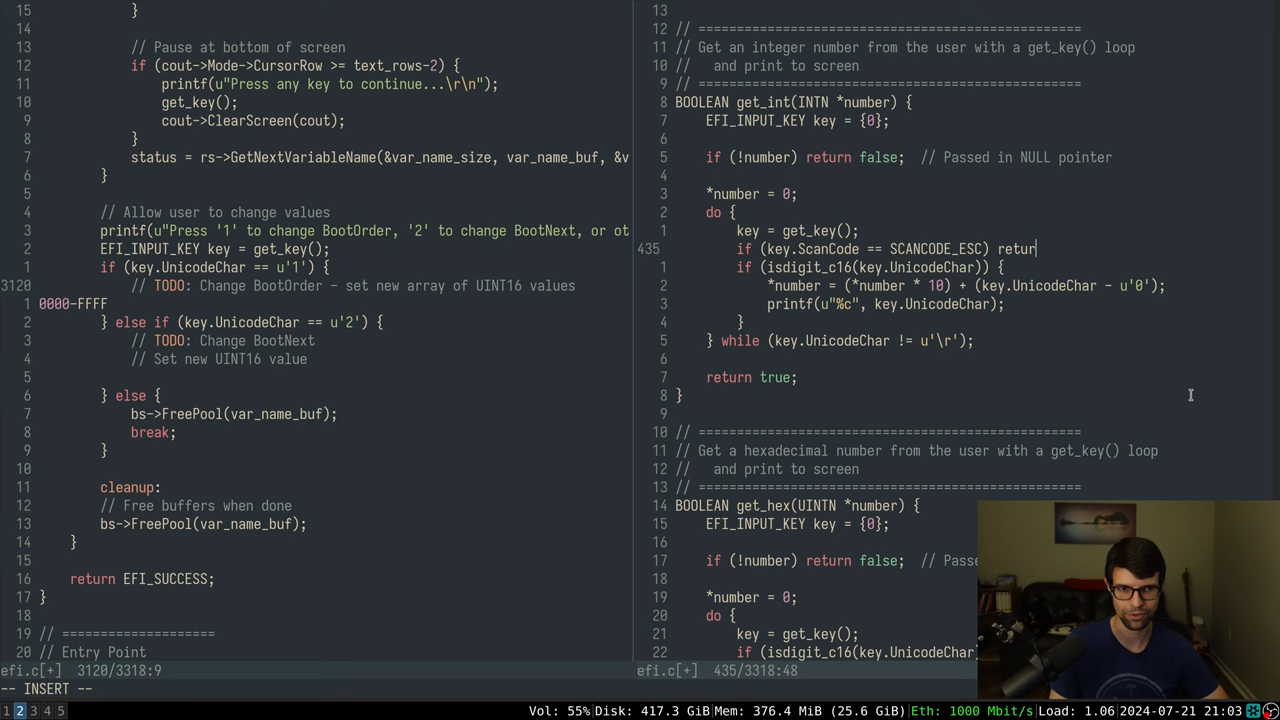 15             }
14
13             // Pause at bottom of screen
12             if (cout->Mode->CursorRow >= text_rows-2) {
11                 printf(u"Press any key to continue...\r\n");
10                 get_key();
9                 cout->ClearScreen(cout);
8             }
7             status = rs->GetNextVariableName(&var_name_size, var_name_buf, &v
6         }
5
4         // Allow user to change values
3         printf(u"Press '1' to change BootOrder, '2' to change BootNext, or ot
2         EFI_INPUT_KEY key = get_key();
1         if (key.UnicodeChar == u'1') {
3120             // TODO: Change BootOrder - set new array of UINT16 values
1 0000-FFFF
2         } else if (key.UnicodeChar == u'2') {
3             // TODO: Change BootNext
4             // Set new UINT16 value
5
6         } else {
7             bs->FreePool(var_name_buf);
8             break;
9         }
10
11         cleanup:
12         // Free buffers when done
13         bs->FreePool(var_name_buf);
14     }
15
16     return EFI_SUCCESS;
17 }
18
19 // ====================
20 // Entry Point
efi.c[+]    3120/3318:9
-- INSERT --
13
12 // ==================================================
11 // Get an integer number from the user with a get_key() loop
10 //   and print to screen
9 // ==================================================
8 BOOLEAN get_int(INTN *number) {
7     EFI_INPUT_KEY key = {0};
6
5     if (!number) return false;  // Passed in NULL pointer
4
3     *number = 0;
2     do {
1         key = get_key();
435         if (key.ScanCode == SCANCODE_ESC) retur
1         if (isdigit_c16(key.UnicodeChar)) {
2             *number = (*number * 10) + (key.UnicodeChar - u'0');
3             printf(u"%c", key.UnicodeChar);
4         }
5     } while (key.UnicodeChar != u'\r');
6
7     return true;
8 }
9
10 // ==================================================
11 // Get a hexadecimal number from the user with a get_key() loop
12 //   and print to screen
13 // ==================================================
14 BOOLEAN get_hex(UINTN *number) {
15     EFI_INPUT_KEY key = {0};
16
17     if (!number) return false;  // Passe
18
19     *number = 0;
20     do {
21         key = get_key();
22         if (isdigit_c16(key.UnicodeChar)
efi.c[+]    435/3318:48
1 2 3 4 5
Vol: 55% Disk: 417.3 GiB Mem: 376.4 MiB (25.6 GiB) Eth: 1000 Mbit/s Load: 1.06 2024-07-21 21:03